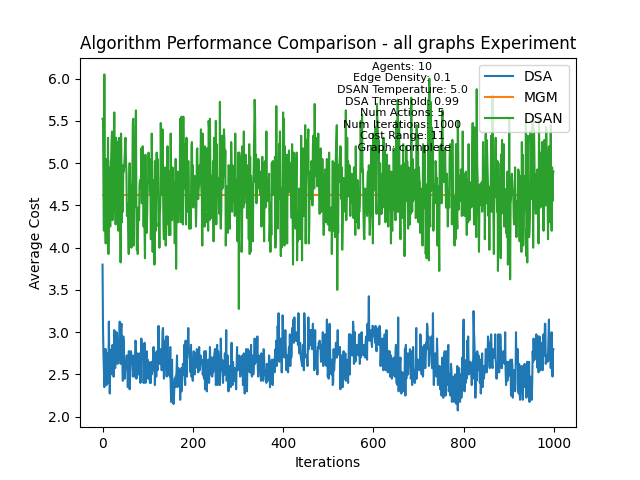 Algorithm Performance Comparison - all graphs Experiment
Agents: 10
Edge Density: 0.1
DSAN Temperature: 5.0
DSA Threshold: 0.99
Num Actions: 5
Num Iterations: 1000
Cost Range: 11
Graph: complete
DSA
MGM
DSAN
Average Cost
6.0
5.5
5.0
4.5
4.0
3.5
3.0
2.5
2.0
0
200
400
600
800
1000
Iterations